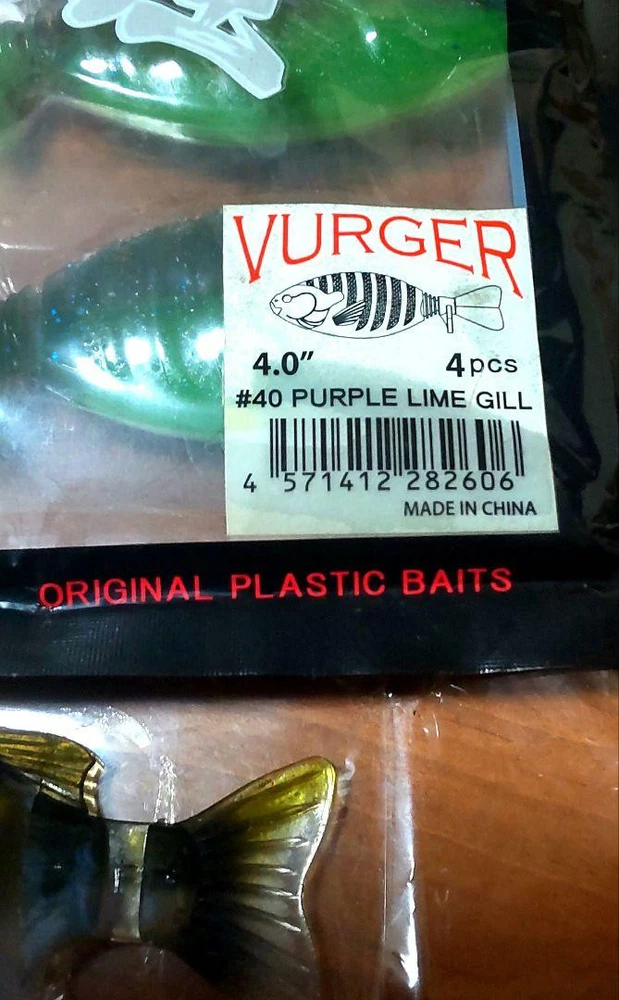 VURGER
4.0" 4pcs
#40 PURPLE LIME GILL
4 571412 282606
MADE IN CHINA
ORIGINAL PLASTIC BAITS